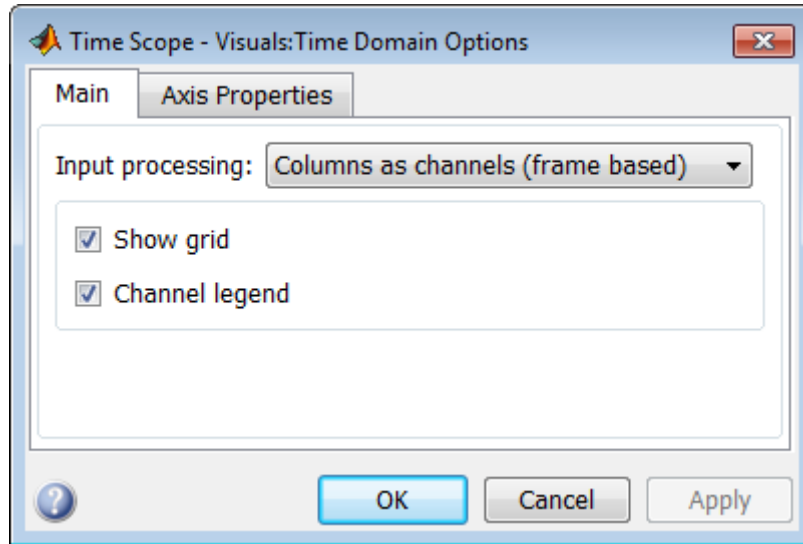 Time Scope - Visuals:Time Domain Options
Main Axis Properties
Input processing: Columns as channels (frame based)
Show grid
Channel legend
OK Cancel Apply